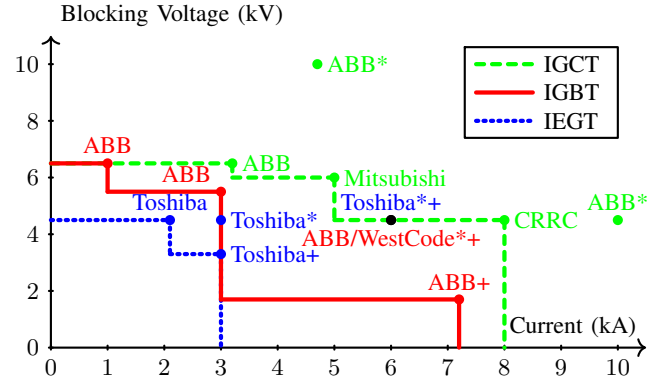 Blocking Voltage (kV)
10
ABB*
IGCT
IGBT
IEGT
8
ABB
ABB
ABB
Mitsubishi
6
Toshiba
Toshiba*+
ABB*
Toshiba*
CRRC
4
ABB/WestCode*+
Toshiba+
2
ABB+
Current (kA)
0
0 1 2 3 4 5 6 7 8 9 10